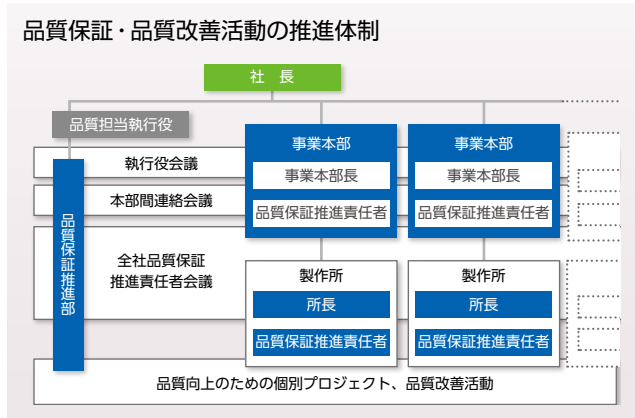 品質保証・品質改善活動の推進体制
社　長
品質担当執行役
事業本部
事業本部長
品質保証推進責任者
事業本部
事業本部長
品質保証推進責任者
執行役会議
本部間連絡会議
品質保証推進部
全社品質保証
推進責任者会議
製作所
所長
品質保証推進責任者
製作所
所長
品質保証推進責任者
品質向上のための個別プロジェクト、品質改善活動